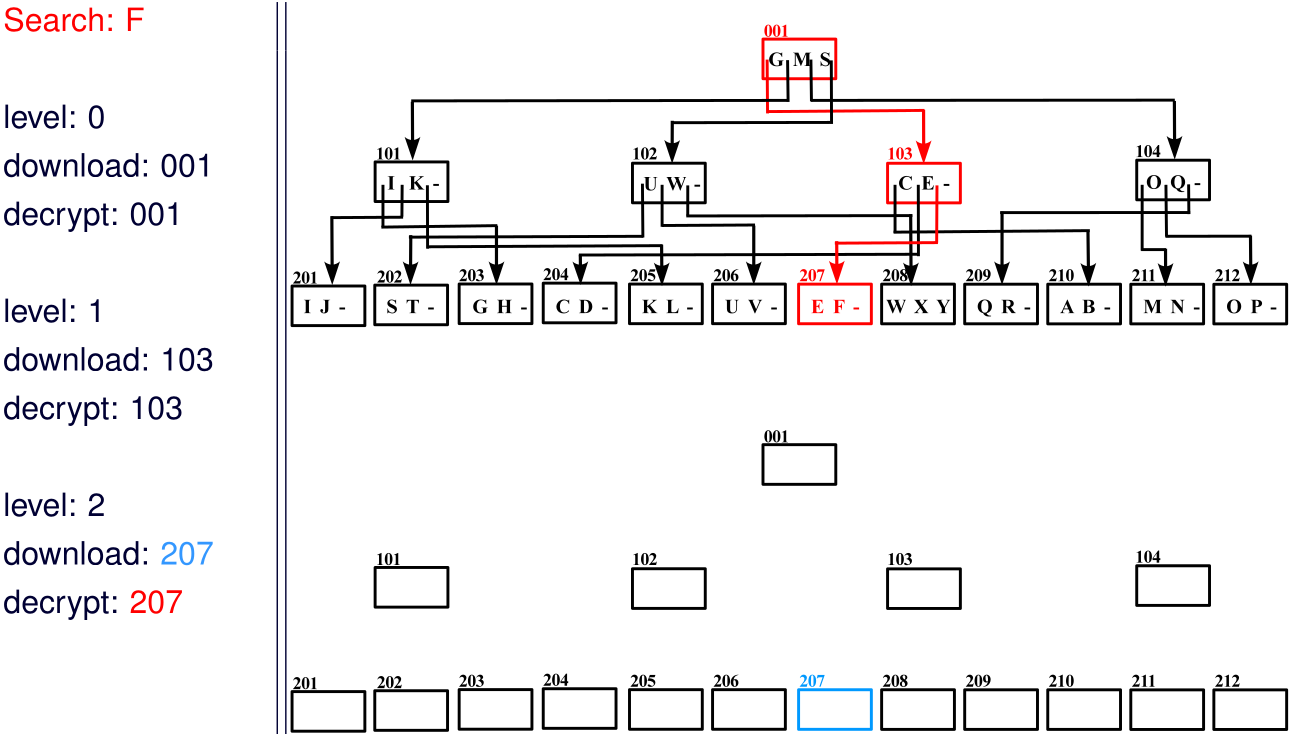 Search: F
level: 0
download: 001
decrypt: 001
level: 1
download: 103
decrypt: 103
level: 2
download: 207
decrypt: 207
001
G M S
101 102 103 104
I K - U W - C E - O Q -
201 202 203 204 205 206 207 208 209 210 211 212
I J - S T - G H - C D - K L - U V - E F - W X Y Q R - A B - M N - O P -
001
101 102 103 104
201 202 203 204 205 206 207 208 209 210 211 212